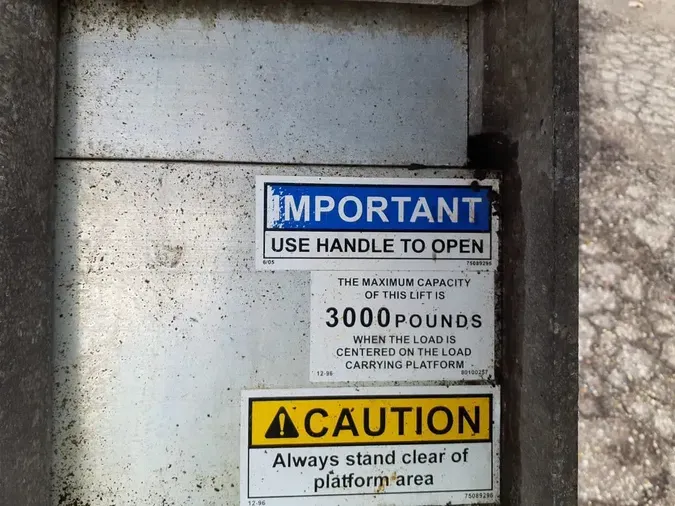 IMPORTANT
USE HANDLE TO OPEN
6/05 75089296
THE MAXIMUM CAPACITY
OF THIS LIFT IS
3000 POUNDS
WHEN THE LOAD IS
CENTERED ON THE LOAD
CARRYING PLATFORM
12-96 80100257
CAUTION
Always stand clear of
platform area
12-96 75089290